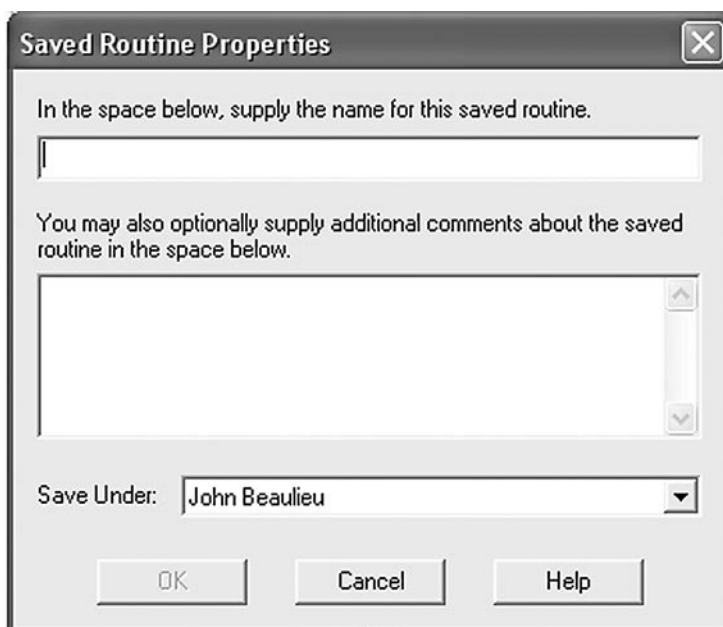 Saved Routine Properties
In the space below, supply the name for this saved routine.
You may also optionally supply additional comments about the saved
routine in the space below.
Save Under: John Beaulieu
OK Cancel Help